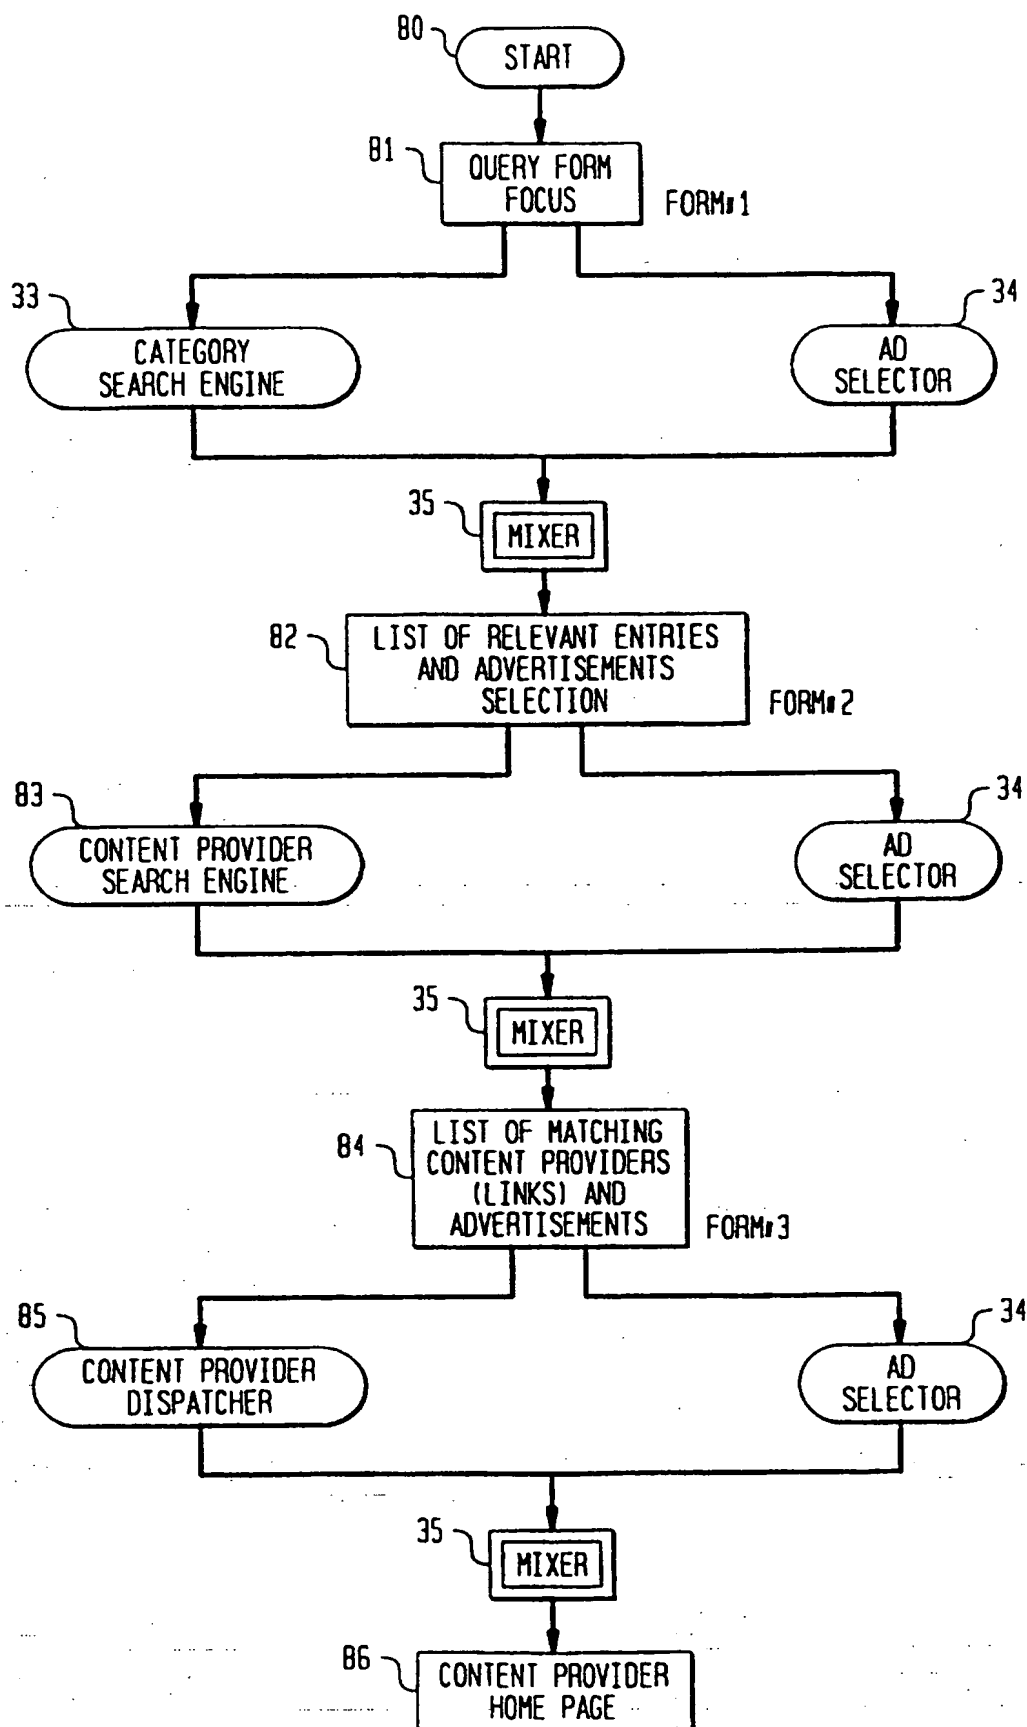 80
START
81
QUERY FORM
FOCUS
FORM#1
33
CATEGORY
SEARCH ENGINE
34
AD
SELECTOR
35
MIXER
82
LIST OF RELEVANT ENTRIES
AND ADVERTISEMENTS
SELECTION
FORM#2
83
CONTENT PROVIDER
SEARCH ENGINE
34
AD
SELECTOR
35
MIXER
84
LIST OF MATCHING
CONTENT PROVIDERS
(LINKS) AND
ADVERTISEMENTS
FORM#3
85
CONTENT PROVIDER
DISPATCHER
34
AD
SELECTOR
35
MIXER
86
CONTENT PROVIDER
HOME PAGE